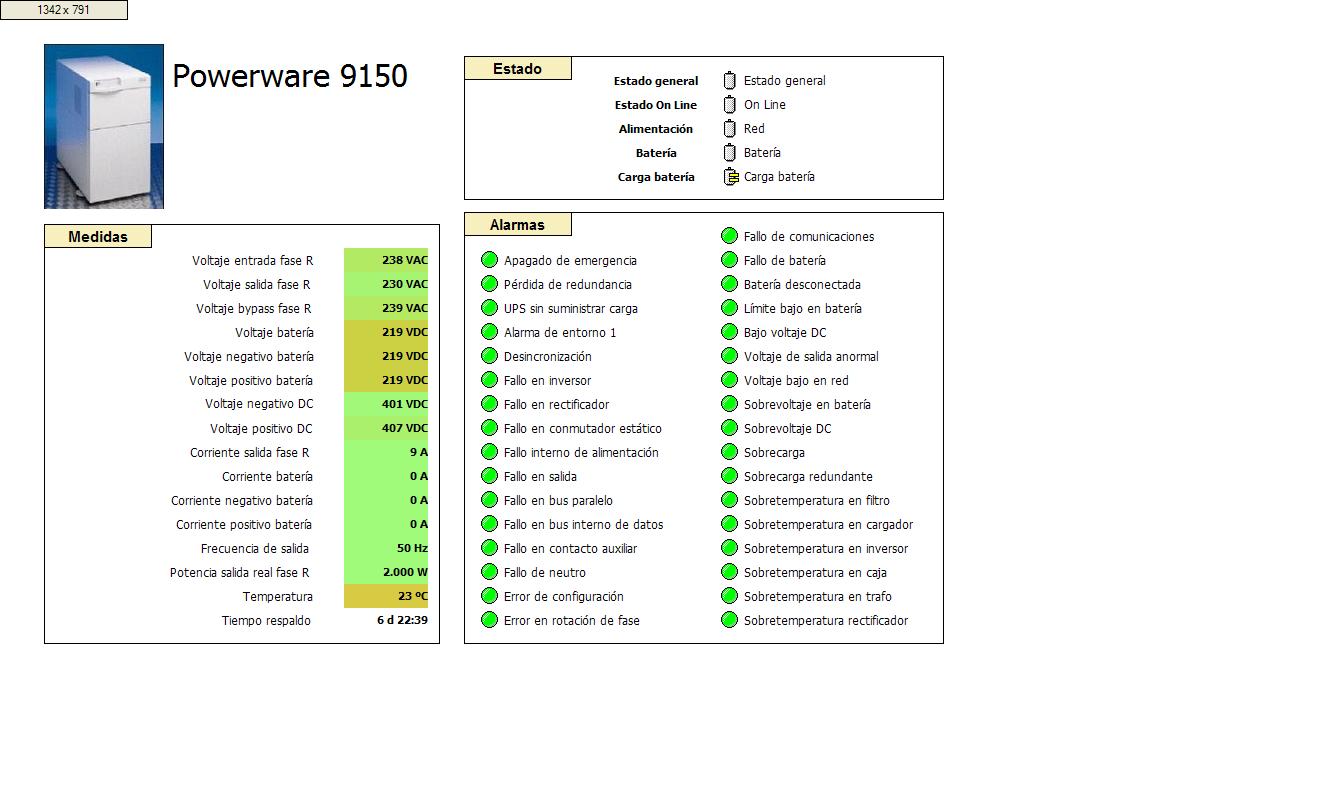 1342 x 791
Powerware 9150
Estado
Estado general Estado general
Estado On Line On Line
Alimentación Red
Batería Batería
Carga batería Carga batería
Medidas
Voltaje entrada fase R 238 VAC
Voltaje salida fase R 230 VAC
Voltaje bypass fase R 239 VAC
Voltaje batería 219 VDC
Voltaje negativo batería 219 VDC
Voltaje positivo batería 219 VDC
Voltaje negativo DC 401 VDC
Voltaje positivo DC 407 VDC
Corriente salida fase R 9 A
Corriente batería 0 A
Corriente negativo batería 0 A
Corriente positivo batería 0 A
Frecuencia de salida 50 Hz
Potencia salida real fase R 2.000 W
Temperatura 23 ºC
Tiempo respaldo 6 d 22:39
Alarmas
Apagado de emergencia
Pérdida de redundancia
UPS sin suministrar carga
Alarma de entorno 1
Desincronización
Fallo en inversor
Fallo en rectificador
Fallo en conmutador estático
Fallo interno de alimentación
Fallo en salida
Fallo en bus paralelo
Fallo en bus interno de datos
Fallo en contacto auxiliar
Fallo de neutro
Error de configuración
Error en rotación de fase
Fallo de comunicaciones
Fallo de batería
Batería desconectada
Límite bajo en batería
Bajo voltaje DC
Voltaje de salida anormal
Voltaje bajo en red
Sobrevoltaje en batería
Sobrevoltaje DC
Sobrecarga
Sobrecarga redundante
Sobretemperatura en filtro
Sobretemperatura en cargador
Sobretemperatura en inversor
Sobretemperatura en caja
Sobretemperatura en trafo
Sobretemperatura rectificador